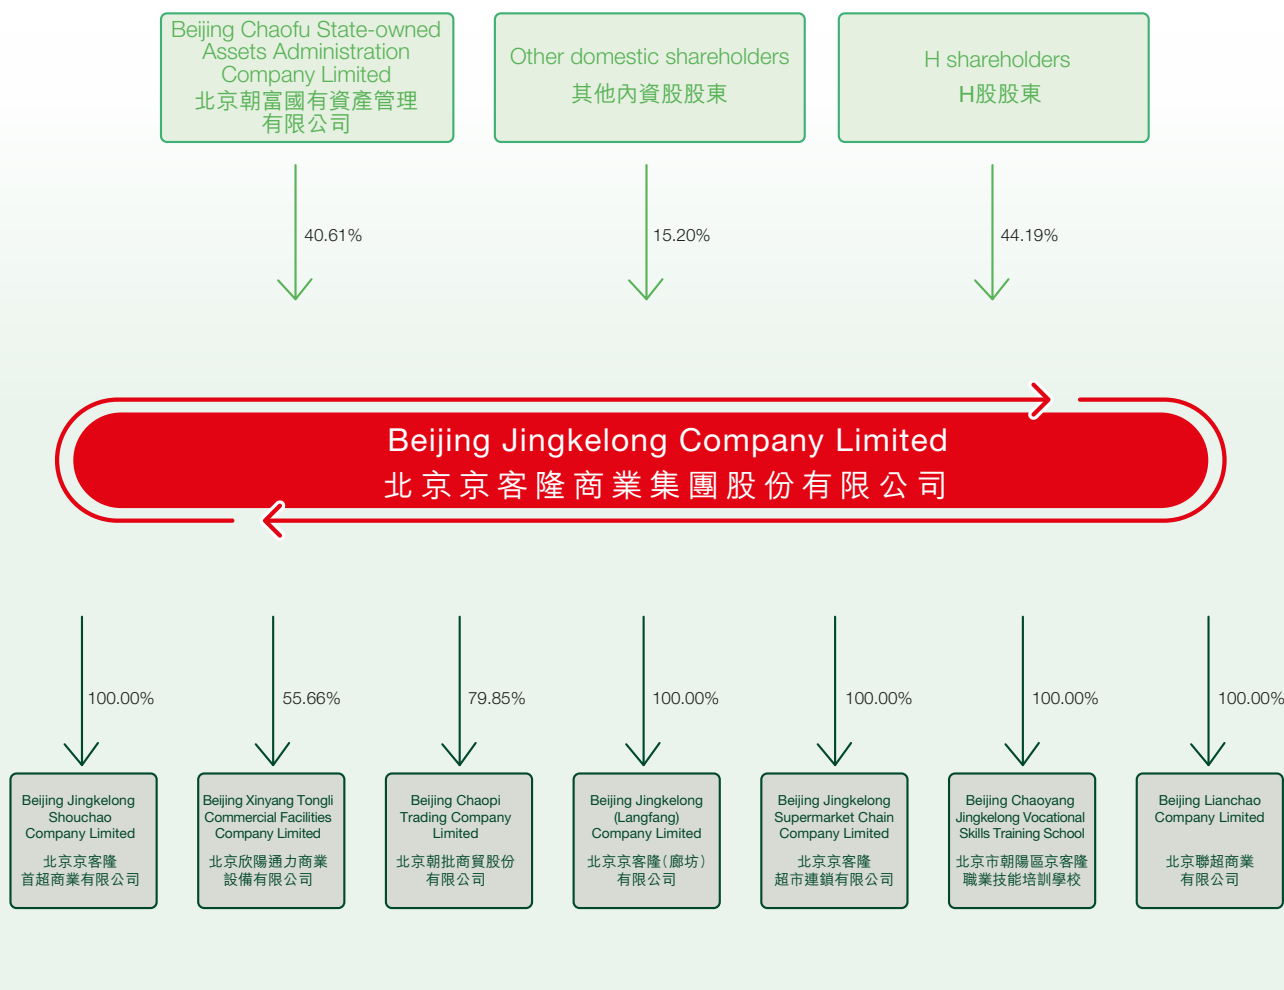 Beijing Chaofu State-owned
Assets Administration
Company Limited
北京朝富國有資產管理
有限公司
Other domestic shareholders
其他內資股股東
H shareholders
H股股東
40.61%
15.20%
44.19%
Beijing Jingkelong Company Limited
北京京客隆商業集團股份有限公司
100.00%
55.66%
79.85%
100.00%
100.00%
100.00%
100.00%
Beijing Jingkelong
Shouchao
Company Limited
北京京客隆
首超商業有限公司
Beijing Xinyang Tongli
Commercial Facilities
Company Limited
北京欣陽通力商業
設備有限公司
Beijing Chaopi
Trading Company
Limited
北京朝批商貿股份
有限公司
Beijing Jingkelong
(Langfang)
Company Limited
北京京客隆（廊坊）
有限公司
Beijing Jingkelong
Supermarket Chain
Company Limited
北京京客隆
超市連鎖有限公司
Beijing Chaoyang
Jingkelong Vocational
Skills Training School
北京市朝陽區京客隆
職業技能培訓學校
Beijing Lianchao
Company Limited
北京聯超商業
有限公司